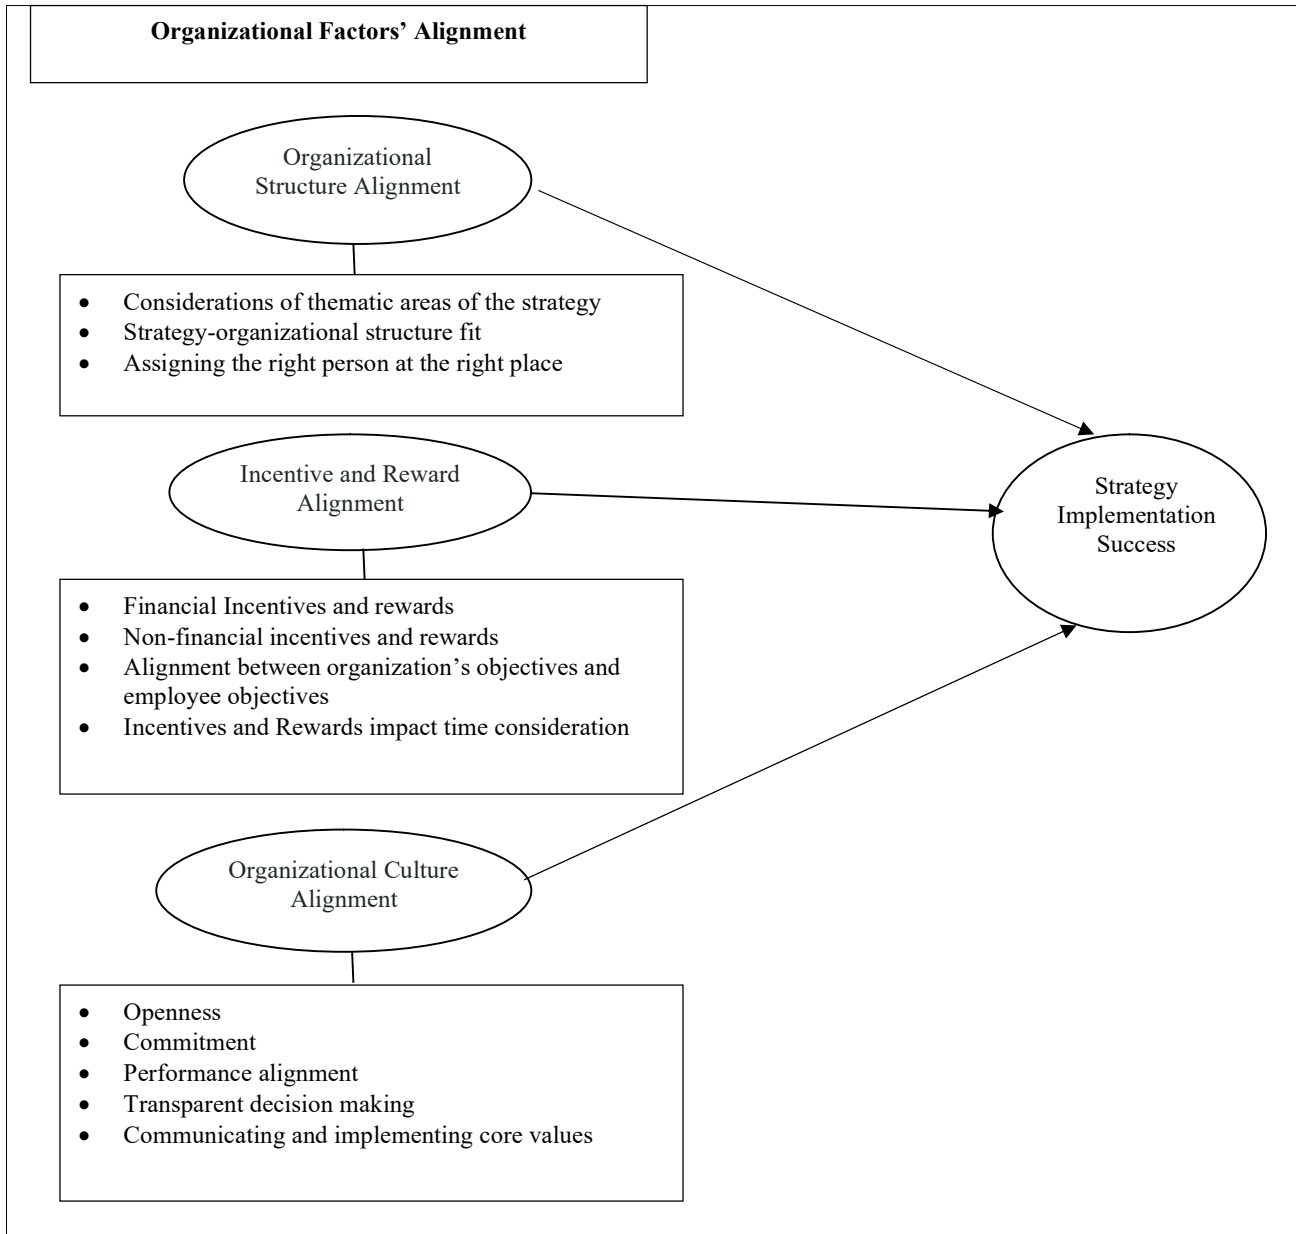 Organizational Factors’ Alignment
Organizational
Structure Alignment
• Considerations of thematic areas of the strategy
• Strategy-organizational structure fit
• Assigning the right person at the right place
Incentive and Reward
Alignment
Strategy
Implementation
Success
• Financial Incentives and rewards
• Non-financial incentives and rewards
• Alignment between organization’s objectives and
employee objectives
• Incentives and Rewards impact time consideration
Organizational Culture
Alignment
• Openness
• Commitment
• Performance alignment
• Transparent decision making
• Communicating and implementing core values